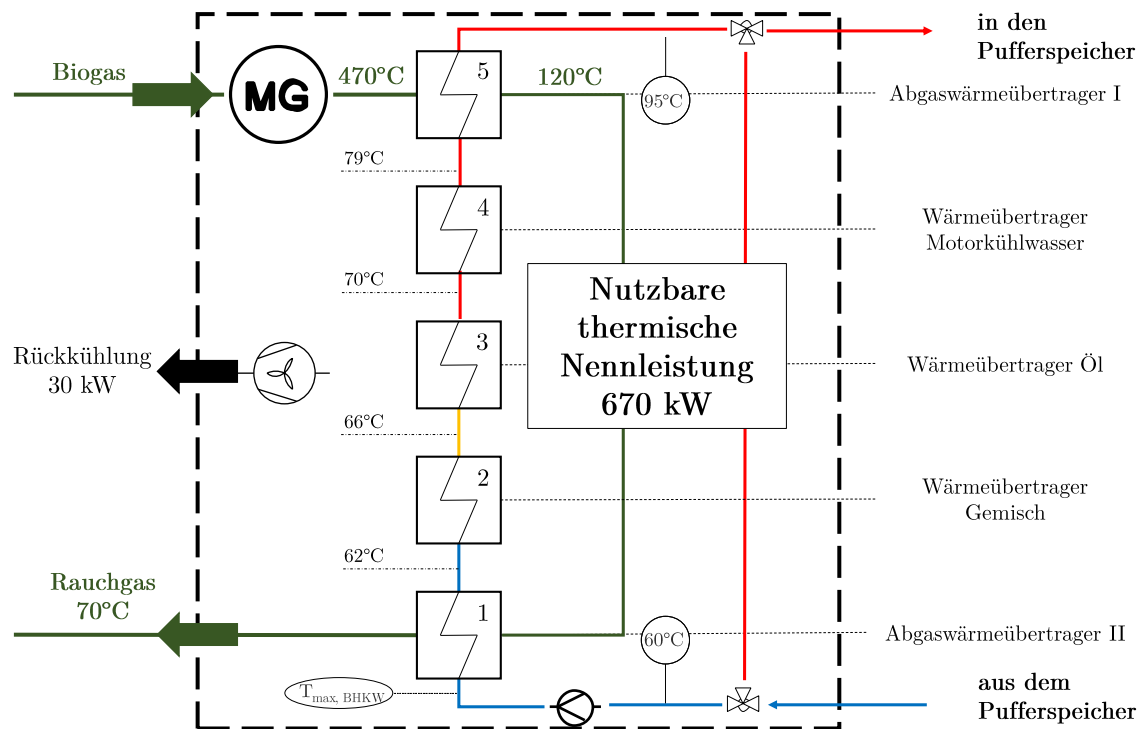 in den
Pufferspeicher
Biogas
MG
470°C
5
120°C
95°C
Abgaswärmeübertrager I
79°C
4
Wärmeübertrager
Motorkühlwasser
70°C
Nutzbare
thermische
Nennleistung
670 kW
Rückkühlung
30 kW
3
Wärmeübertrager Öl
66°C
2
Wärmeübertrager
Gemisch
62°C
Rauchgas
70°C
1
60°C
Abgaswärmeübertrager II
Tmax, BHKW
aus dem
Pufferspeicher